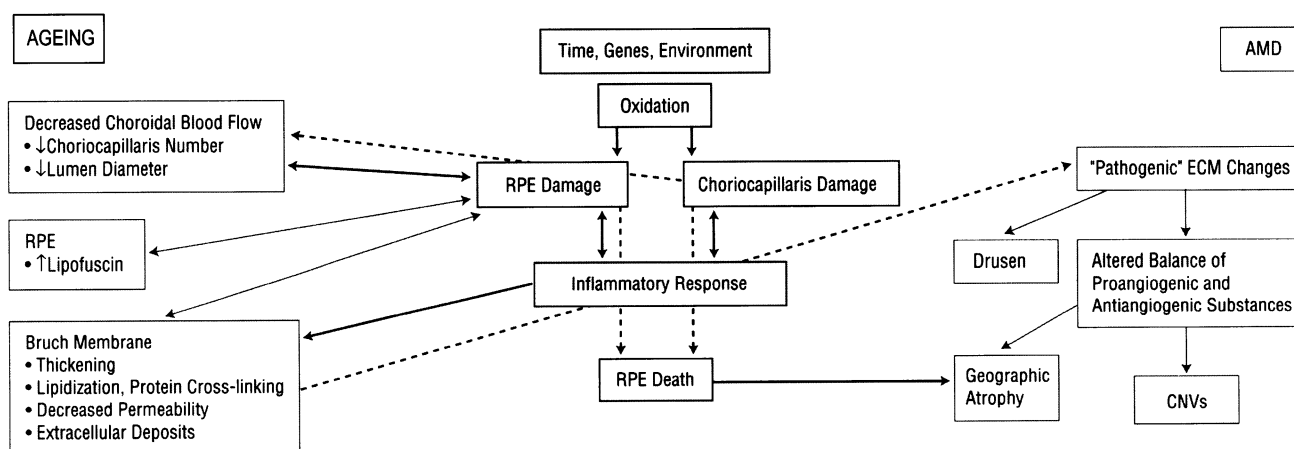 AGEING
Time, Genes, Environment
AMD
Oxidation
Decreased Choroidal Blood Flow
• ↓Choriocapillaris Number
• ↓Lumen Diameter
RPE Damage
Choriocapillaris Damage
"Pathogenic" ECM Changes
RPE
• ↑Lipofuscin
Inflammatory Response
Drusen
Altered Balance of
Proangiogenic and
Antiangiogenic Substances
Bruch Membrane
• Thickening
• Lipidization, Protein Cross-linking
• Decreased Permeability
• Extracellular Deposits
RPE Death
Geographic
Atrophy
CNVs